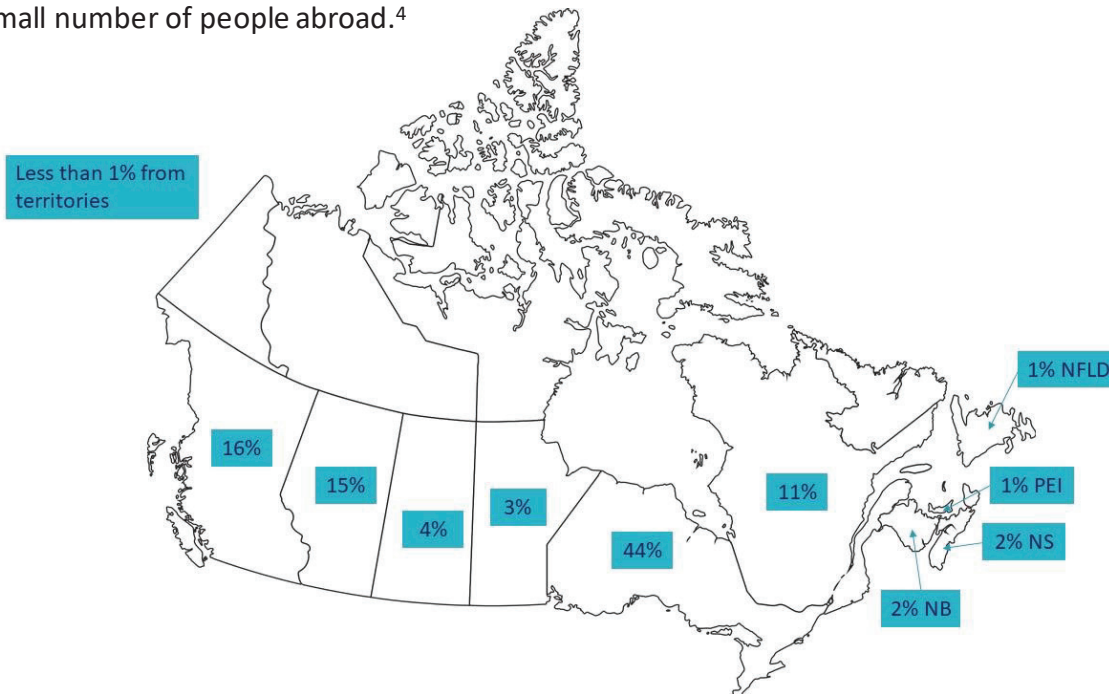 mall number of people abroad.⁴
Less than 1% from
territories
1% NFLD
16%
15%
4%
3%
44%
11%
1% PEI
2% NS
2% NB